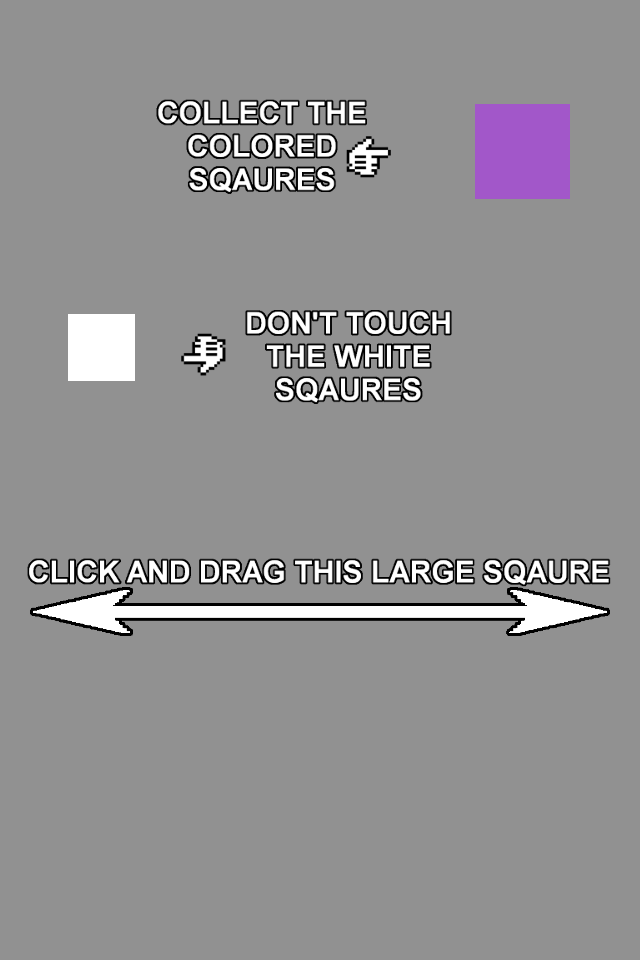 COLLECT THE
COLORED
SQAURES
DON'T TOUCH
THE WHITE
SQAURES
CLICK AND DRAG THIS LARGE SQAURE